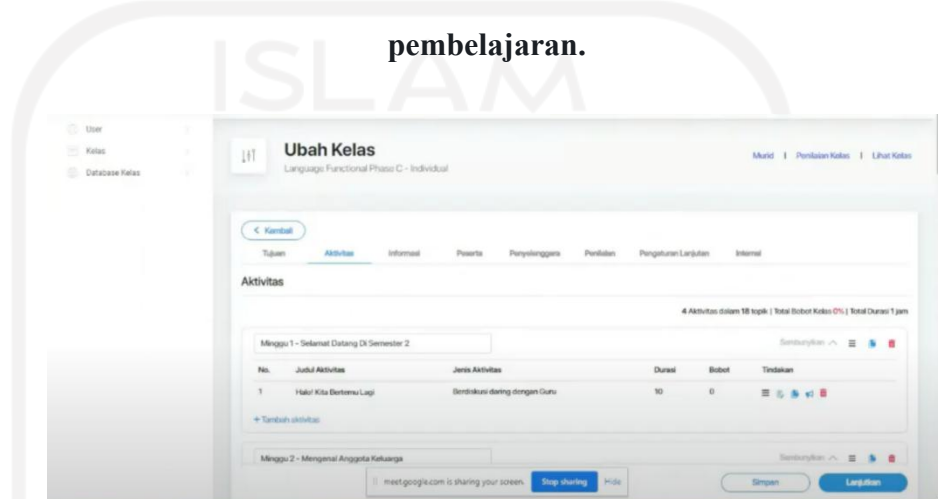 pembelajaran.
ISLAM
User
Kelas
Database Kelas
Ubah Kelas
Language Functional Phase C - Individual
Murid | Penilaian Kelas | Lihat Kelas
< Kembali
Tujuan Aktivitas Informasi Peserta Penyelenggara Penilaian Pengaturan Lanjutan Internal
Aktivitas
4 Aktivitas dalam 18 topik | Total Bobot Kelas 0% | Total Durasi 1 jam
Minggu 1 - Selamat Datang Di Semester 2 Sembunyikan
No. Judul Aktivitas Jenis Aktivitas Durasi Bobot Tindakan
1 Halo! Kita Bertemu Lagi Berdiskusi daring dengan Guru 10 0
+ Tambah aktivitas
Minggu 2 - Mengenal Anggota Keluarga Sembunyikan
meet.google.com is sharing your screen. Stop sharing Hide
Simpan Lanjutkan